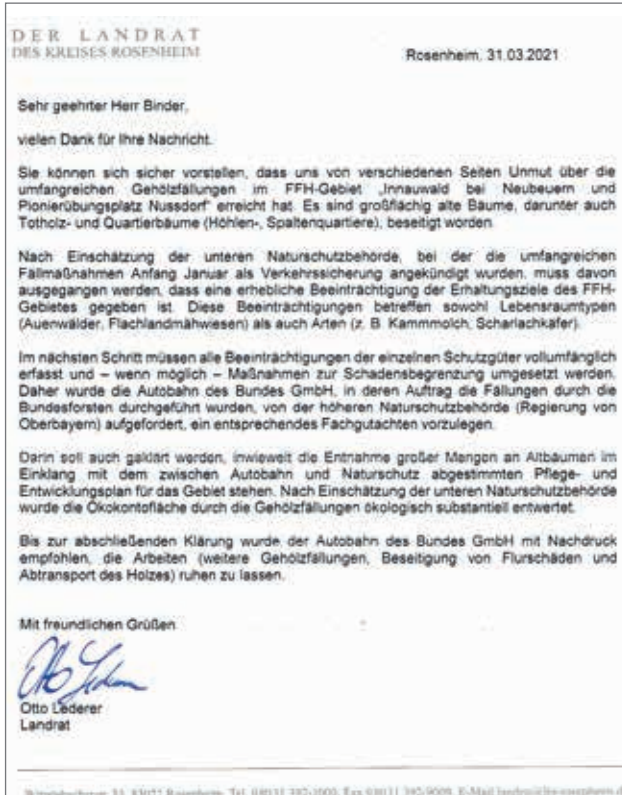 DER LANDRAT
DES KREISES ROSENHEIM
Rosenheim, 31.03.2021
Sehr geehrter Herr Binder,
vielen Dank für Ihre Nachricht.
Sie können sich sicher vorstellen, dass uns von verschiedenen Seiten Unmut über die
umfangreichen Gehölzfällungen im FFH-Gebiet „Innauwald bei Neubeuern und
Pionierübungsplatz Nussdorf“ erreicht hat. Es sind großflächig alte Bäume, darunter auch
Totholz- und Quartierbäume (Höhlen-, Spaltenquartiere), beseitigt worden.
Nach Einschätzung der unteren Naturschutzbehörde, bei der die umfangreichen
Fällmaßnahmen Anfang Januar als Verkehrssicherung angekündigt wurden, muss davon
ausgegangen werden, dass eine erhebliche Beeinträchtigung der Erhaltungsziele des FFH-
Gebietes gegeben ist. Diese Beeinträchtigungen betreffen sowohl Lebensraumtypen
(Auenwälder, Flachlandmähwiesen) als auch Arten (z. B. Kammmolch, Scharlachkäfer).
Im nächsten Schritt müssen alle Beeinträchtigungen der einzelnen Schutzgüter vollumfänglich
erfasst und – wenn möglich – Maßnahmen zur Schadensbegrenzung umgesetzt werden.
Daher wurde die Autobahn des Bundes GmbH, in deren Auftrag die Fällungen durch die
Bundesforsten durchgeführt wurden, von der höheren Naturschutzbehörde (Regierung von
Oberbayern) aufgefordert, ein entsprechendes Fachgutachten vorzulegen.
Darin soll auch geklärt werden, inwieweit die Entnahme großer Mengen an Altbäumen im
Einklang mit dem zwischen Autobahn und Naturschutz abgestimmten Pflege- und
Entwicklungsplan für das Gebiet stehen. Nach Einschätzung der unteren Naturschutzbehörde
wurde die Ökokontofläche durch die Gehölzfällungen ökologisch substantiell entwertet.
Bis zur abschließenden Klärung wurde der Autobahn des Bundes GmbH mit Nachdruck
empfohlen, die Arbeiten (weitere Gehölzfällungen, Beseitigung von Flurschäden und
Abtransport des Holzes) ruhen zu lassen.
Mit freundlichen Grüßen
Otto Lederer
Otto Lederer
Landrat
83022 Rosenheim, Tel.